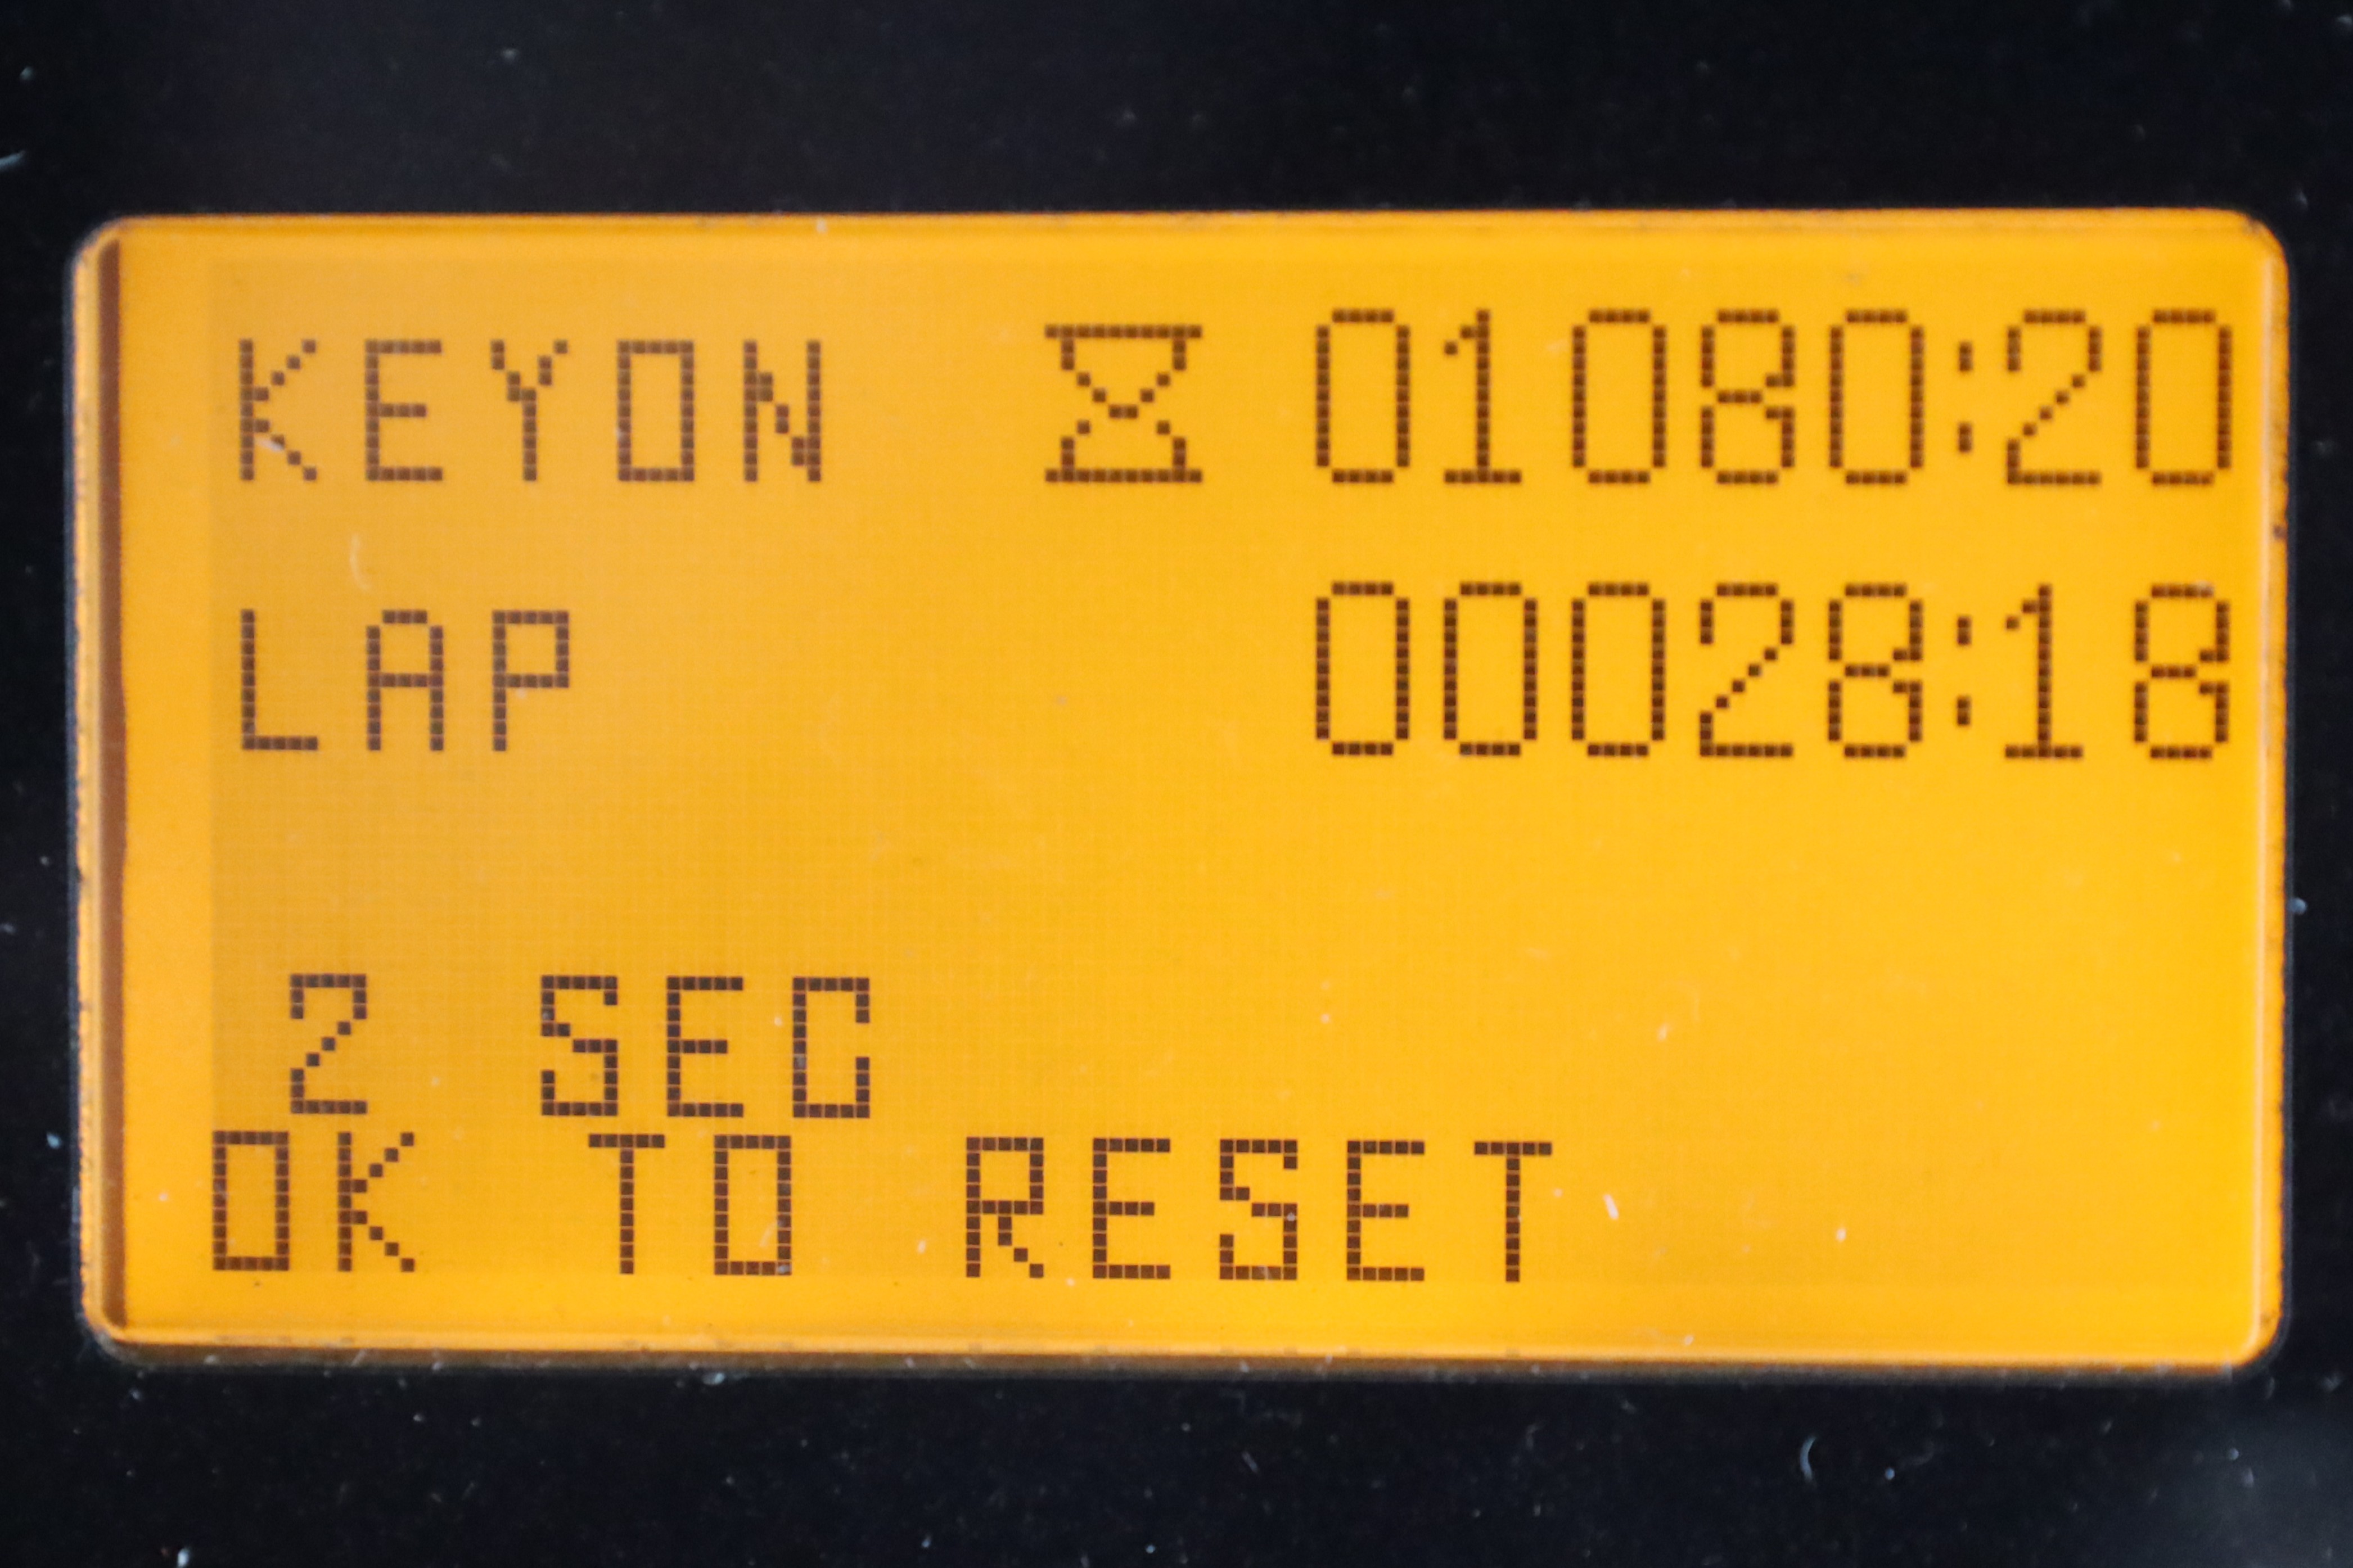 KEYON 01080:20
LAP 00028:18
2 SEC
OK TO RESET